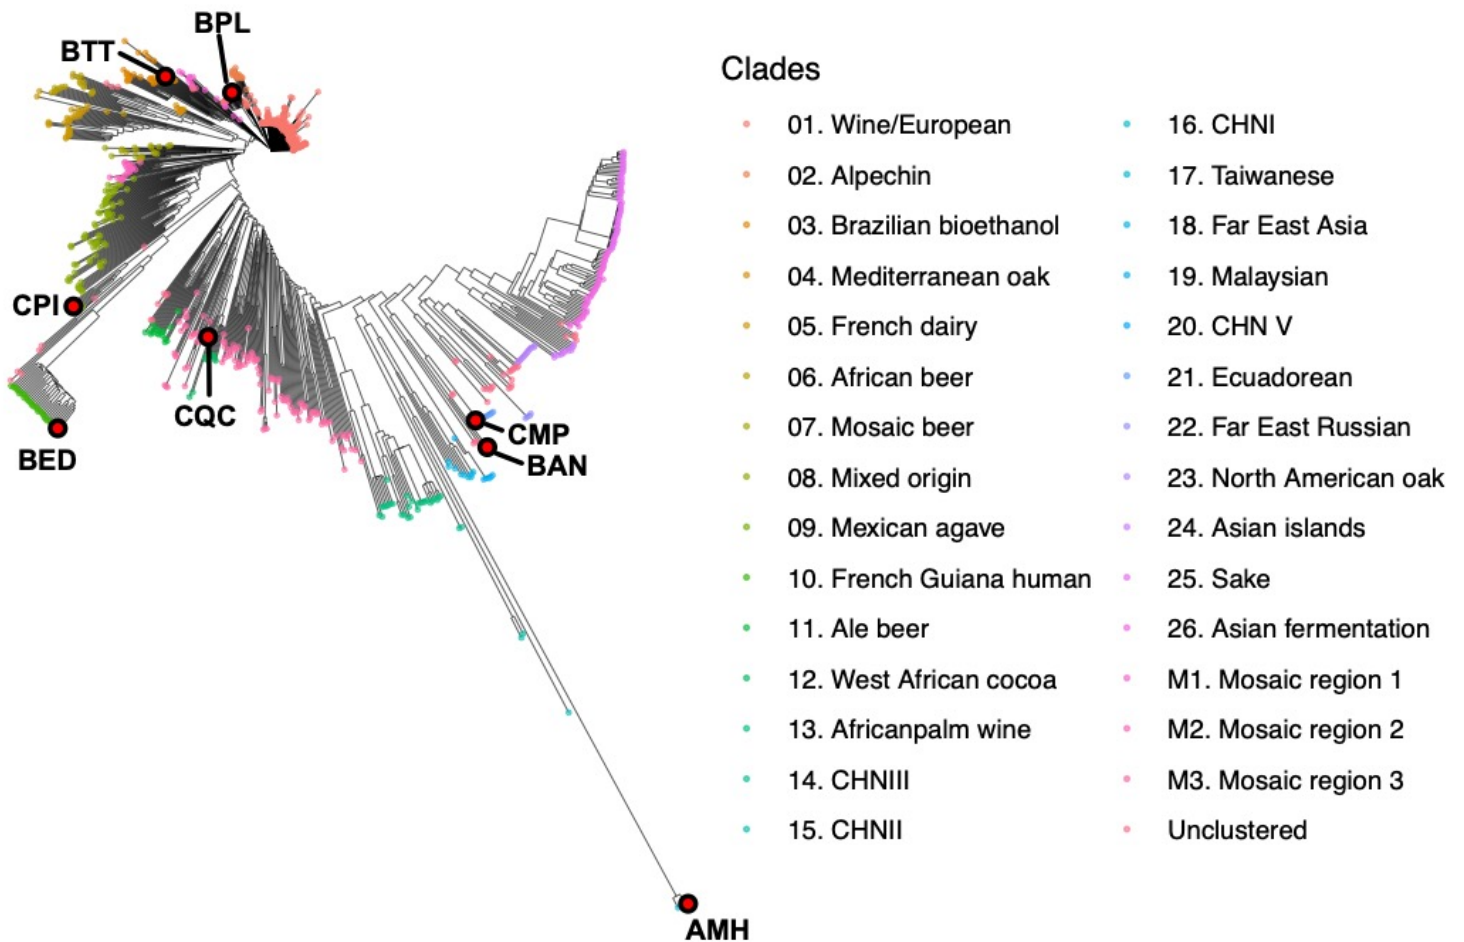 BPL
BTT
CPI
CQC
BED
CMP
BAN
AMH
Clades
01. Wine/European
02. Alpechin
03. Brazilian bioethanol
04. Mediterranean oak
05. French dairy
06. African beer
07. Mosaic beer
08. Mixed origin
09. Mexican agave
10. French Guiana human
11. Ale beer
12. West African cocoa
13. Africanpalm wine
14. CHNIII
15. CHNII
16. CHNI
17. Taiwanese
18. Far East Asia
19. Malaysian
20. CHN V
21. Ecuadorean
22. Far East Russian
23. North American oak
24. Asian islands
25. Sake
26. Asian fermentation
M1. Mosaic region 1
M2. Mosaic region 2
M3. Mosaic region 3
Unclustered